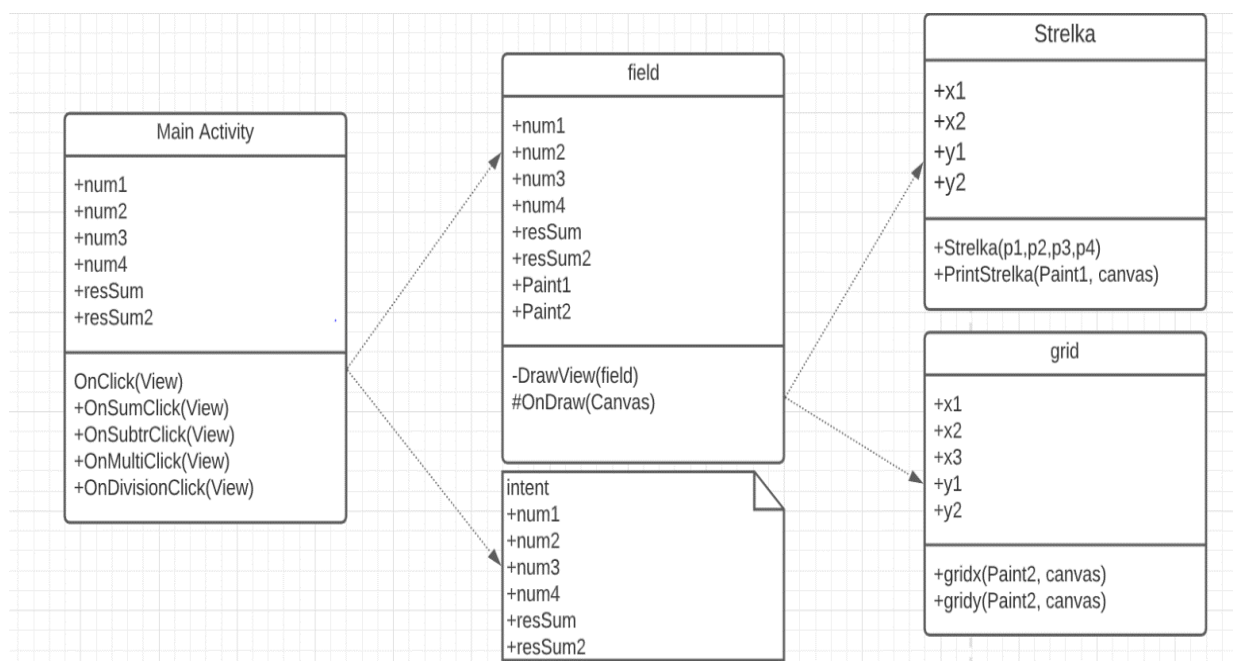 Main Activity
+num1
+num2
+num3
+num4
+resSum
+resSum2
OnClick(View)
+OnSumClick(View)
+OnSubtrClick(View)
+OnMultiClick(View)
+OnDivisionClick(View)
field
+num1
+num2
+num3
+num4
+resSum
+resSum2
+Paint1
+Paint2
-DrawView(field)
#OnDraw(Canvas)
intent
+num1
+num2
+num3
+num4
+resSum
+resSum2
Strelka
+x1
+x2
+y1
+y2
+Strelka(p1,p2,p3,p4)
+PrintStrelka(Paint1, canvas)
grid
+x1
+x2
+x3
+y1
+y2
+gridx(Paint2, canvas)
+gridy(Paint2, canvas)